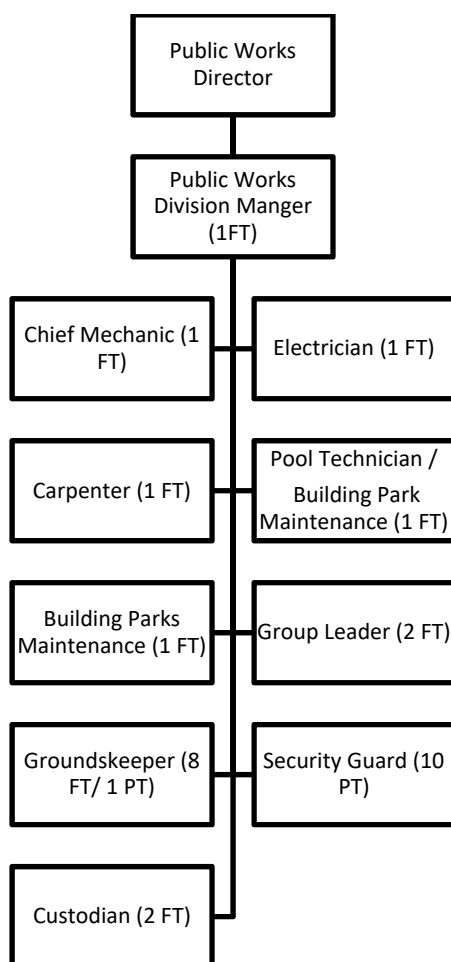 Public Works
Director
Public Works
Division Manger
(1FT)
Chief Mechanic (1
FT)
Electrician (1 FT)
Carpenter (1 FT)
Pool Technician /
Building Park
Maintenance (1 FT)
Building Parks
Maintenance (1 FT)
Group Leader (2 FT)
Groundskeeper (8
FT/ 1 PT)
Security Guard (10
PT)
Custodian (2 FT)